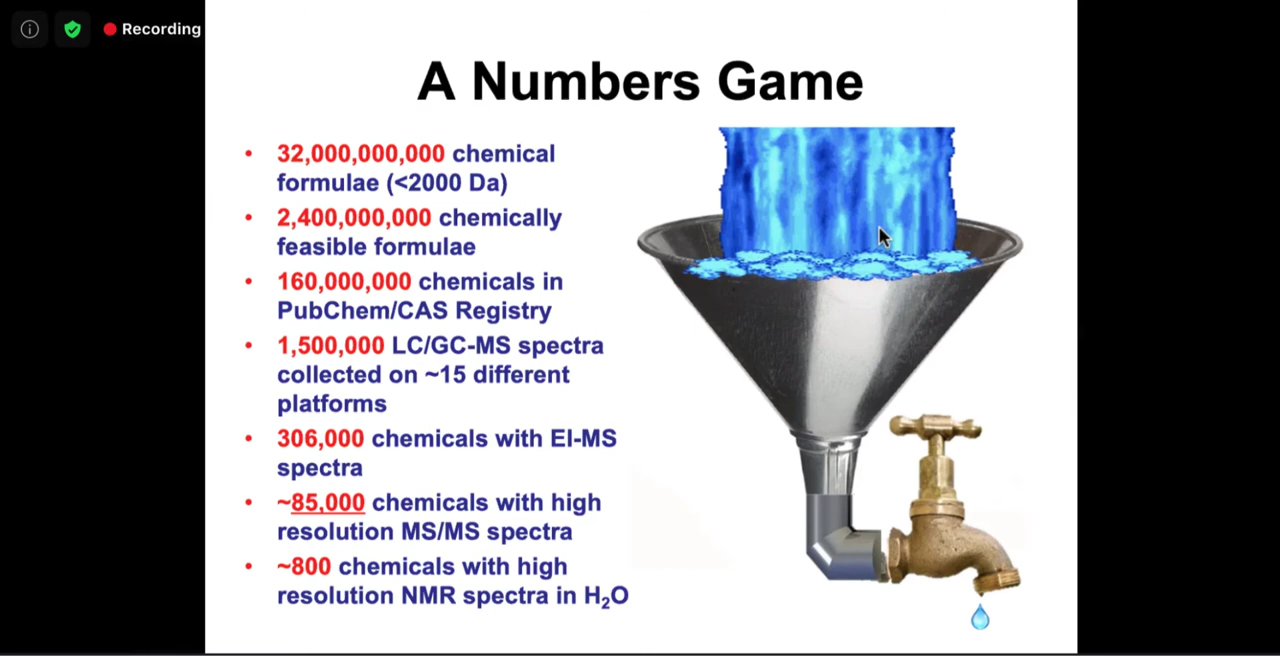 Recording
A Numbers Game
• 32,000,000,000 chemical
formulae (<2000 Da)
• 2,400,000,000 chemically
feasible formulae
• 160,000,000 chemicals in
PubChem/CAS Registry
• 1,500,000 LC/GC-MS spectra
collected on ~15 different
platforms
• 306,000 chemicals with EI-MS
spectra
• ~85,000 chemicals with high
resolution MS/MS spectra
• ~800 chemicals with high
resolution NMR spectra in H₂O